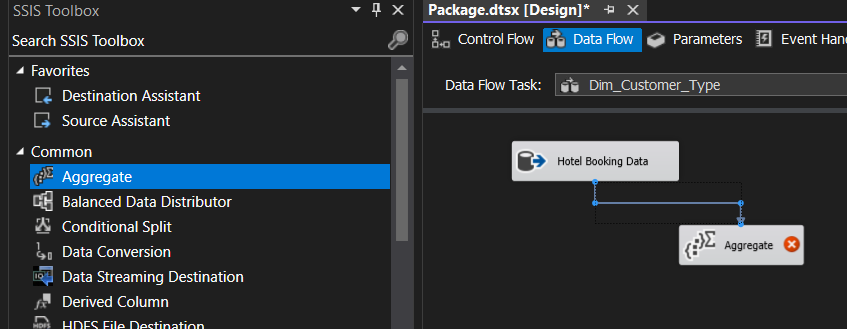 SSIS Toolbox
Search SSIS Toolbox
Favorites
Destination Assistant
Source Assistant
Common
Aggregate
Balanced Data Distributor
Conditional Split
Data Conversion
Data Streaming Destination
Derived Column
HDFS File Destination
Package.dtsx [Design]*
Control Flow
Data Flow
Parameters
Event Han
Data Flow Task:
Dim_Customer_Type
Hotel Booking Data
Aggregate